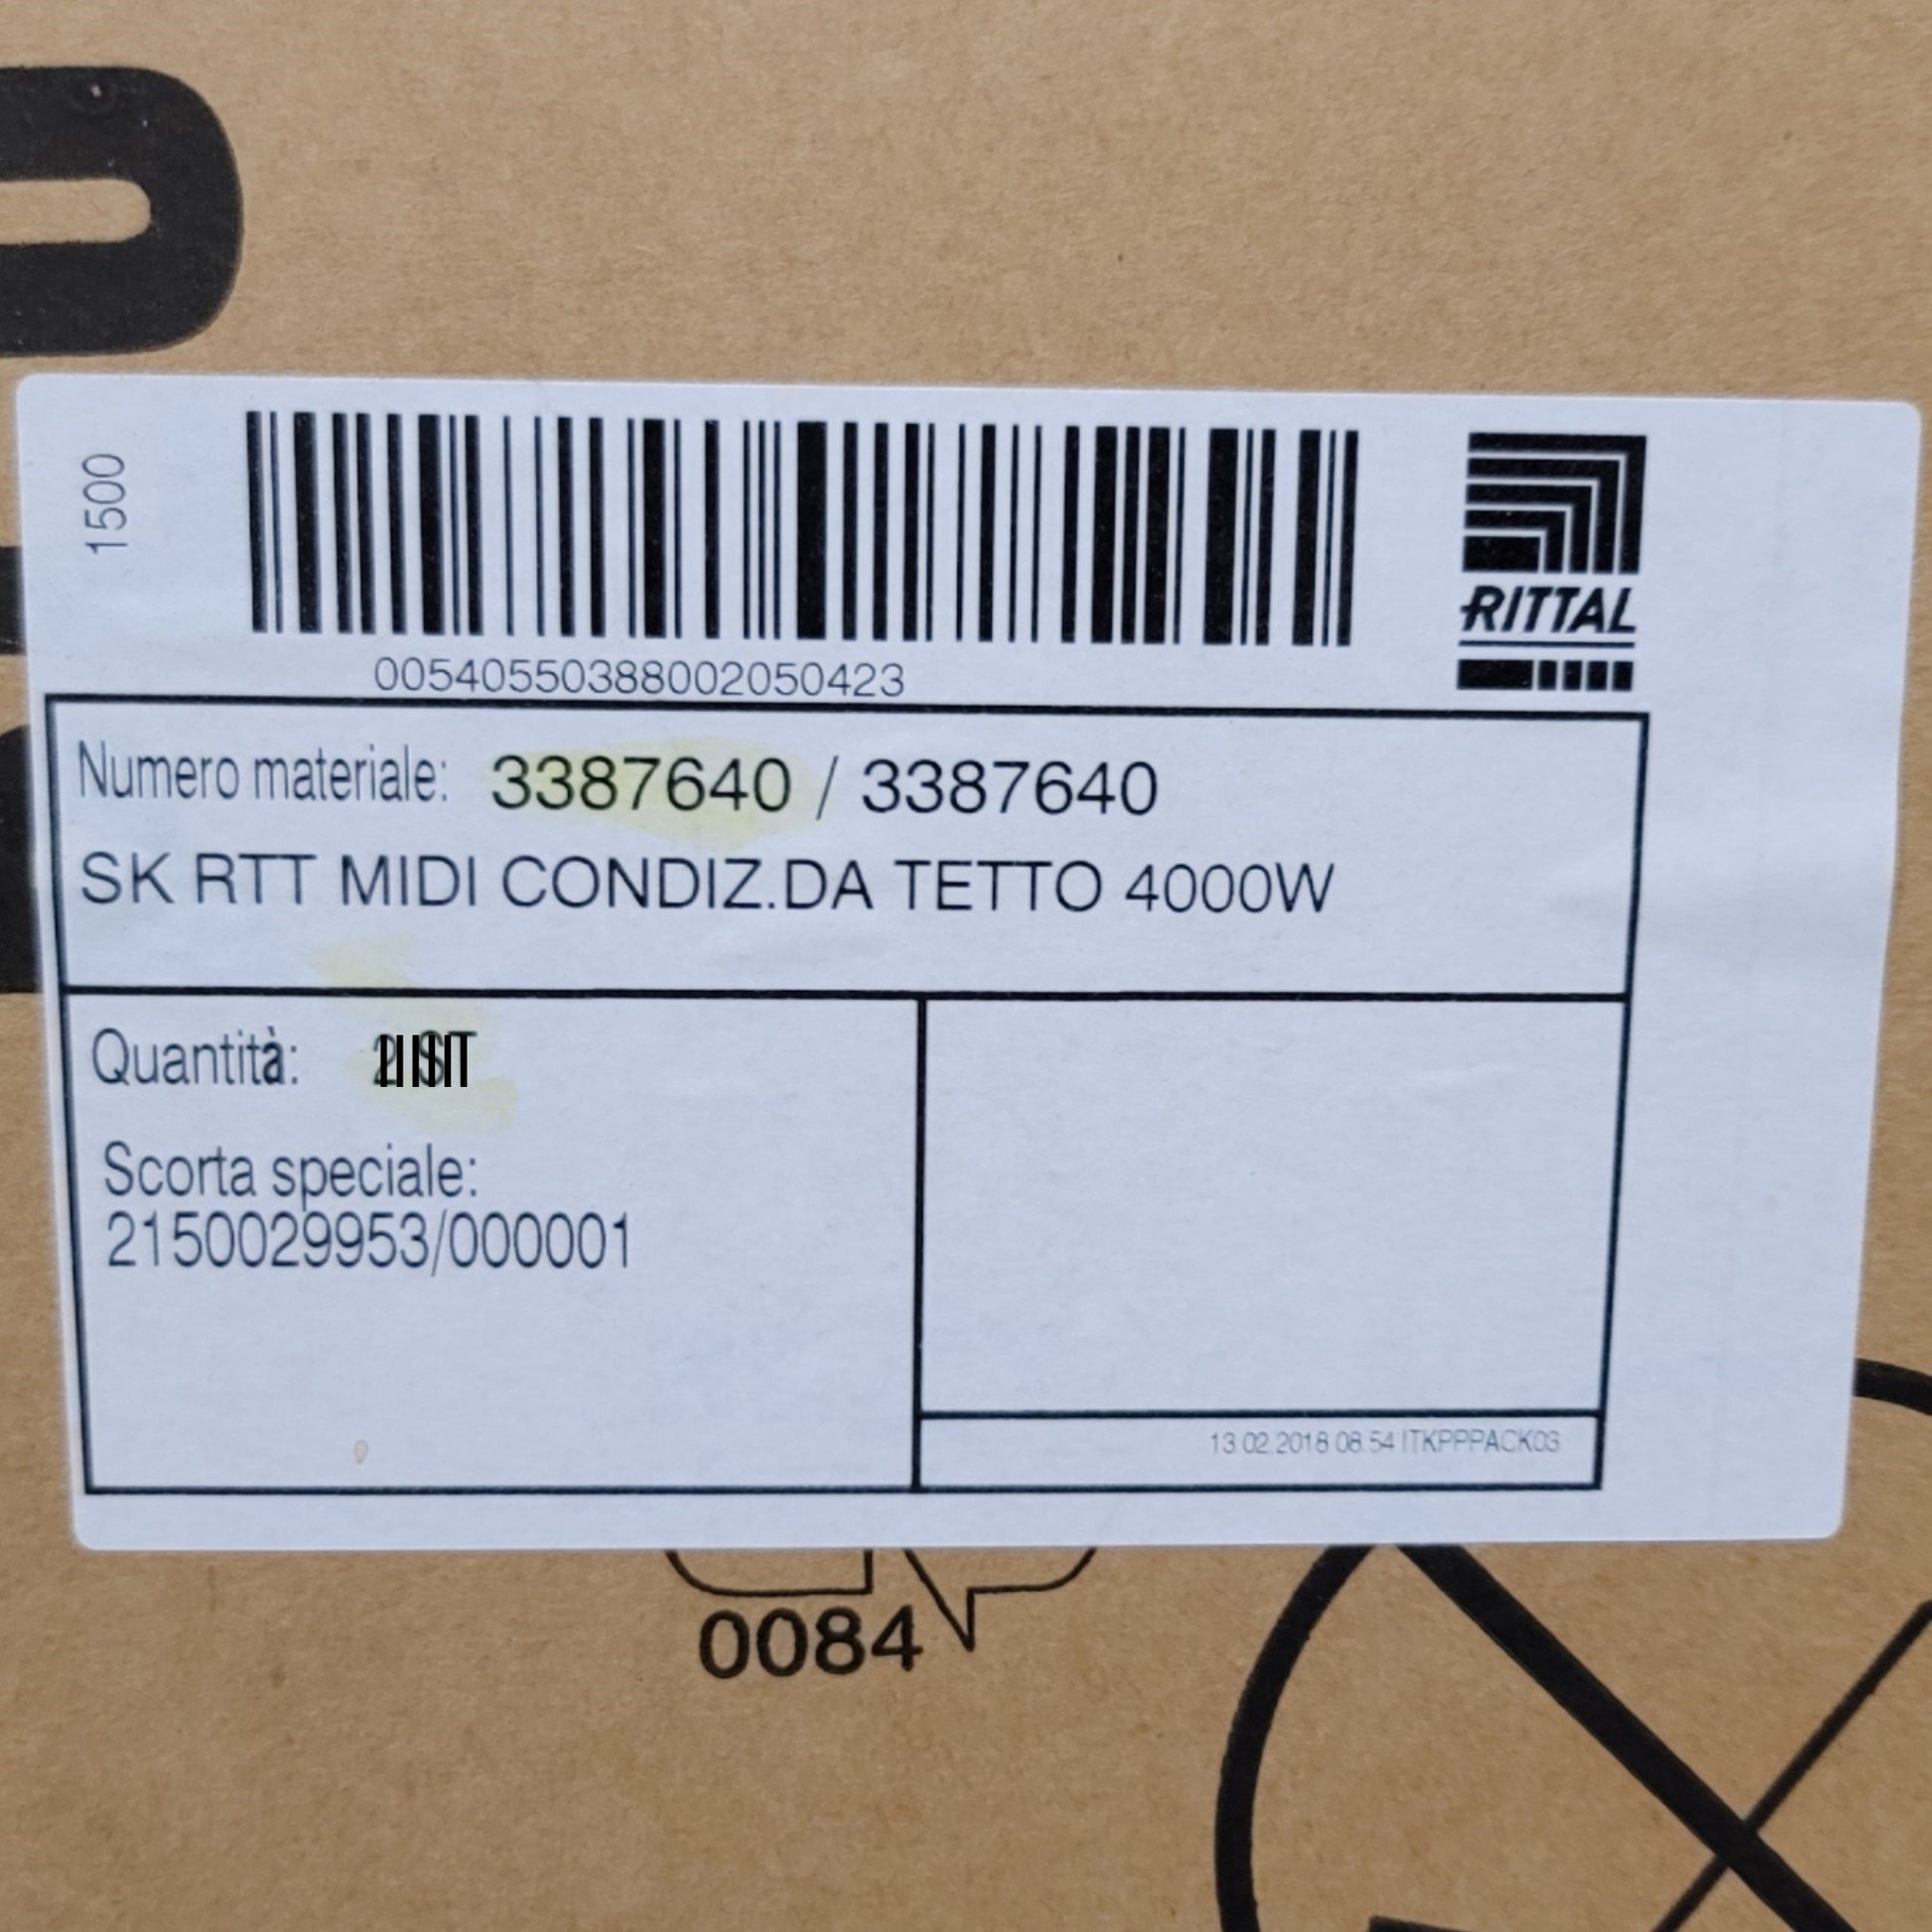 1500
00540550388002050423
RITTAL
Numero materiale: 3387640 / 3387640
SK RTT MIDI CONDIZ.DA TETTO 4000W
Quantità:
Scorta speciale:
2150029953/000001
13.02.2018 08:54 ITKPPPACK03
0084